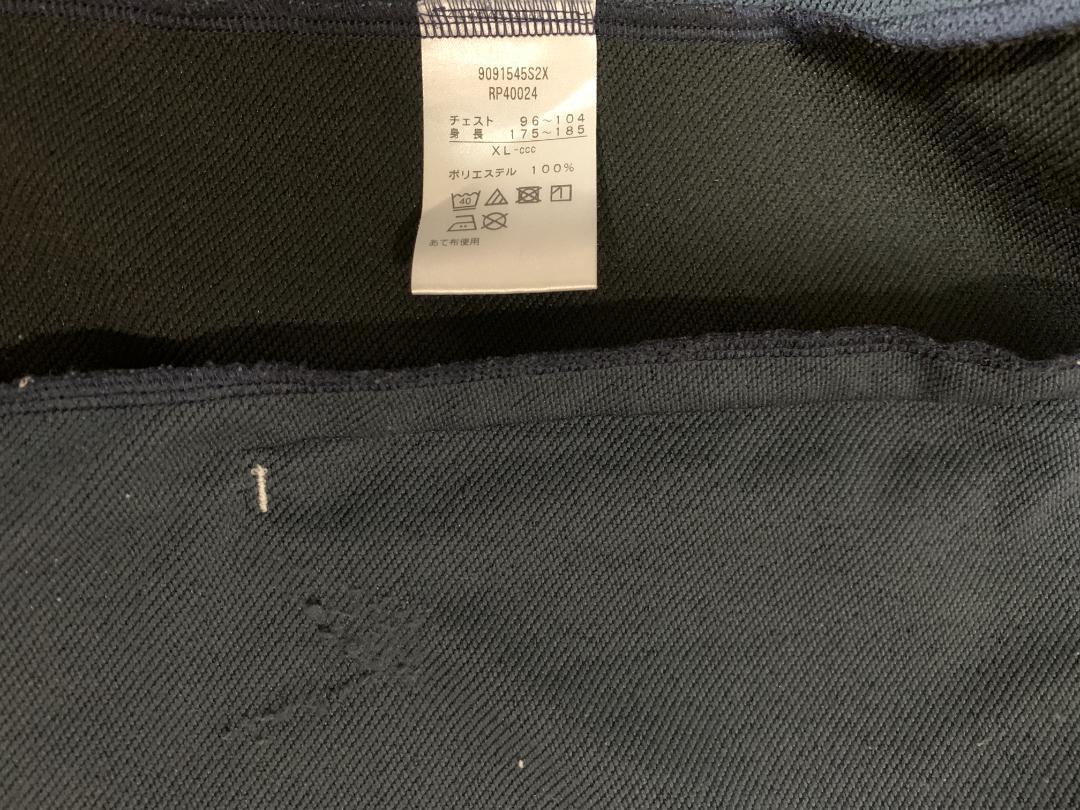 9091545S2X
RP40024
チェスト 96~104
身長 175~185
XL-ccc
ポリエステル 100%
40
あて布使用